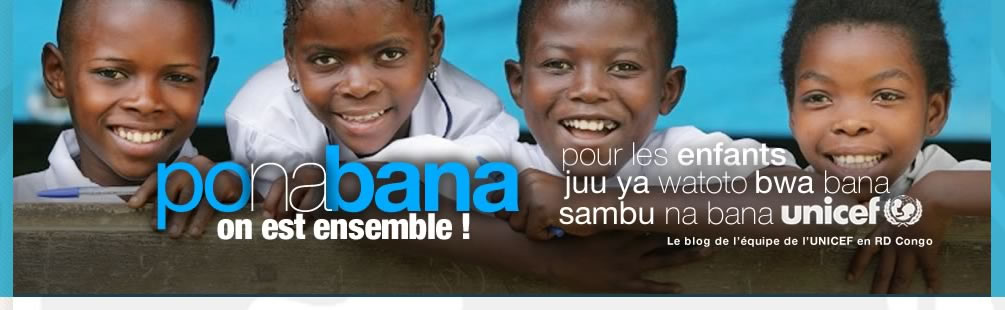 ponabana
on est ensemble !
pour les enfants
juu ya watoto bwa bana
sambu na bana unicef
Le blog de l'équipe de l'UNICEF en RD Congo